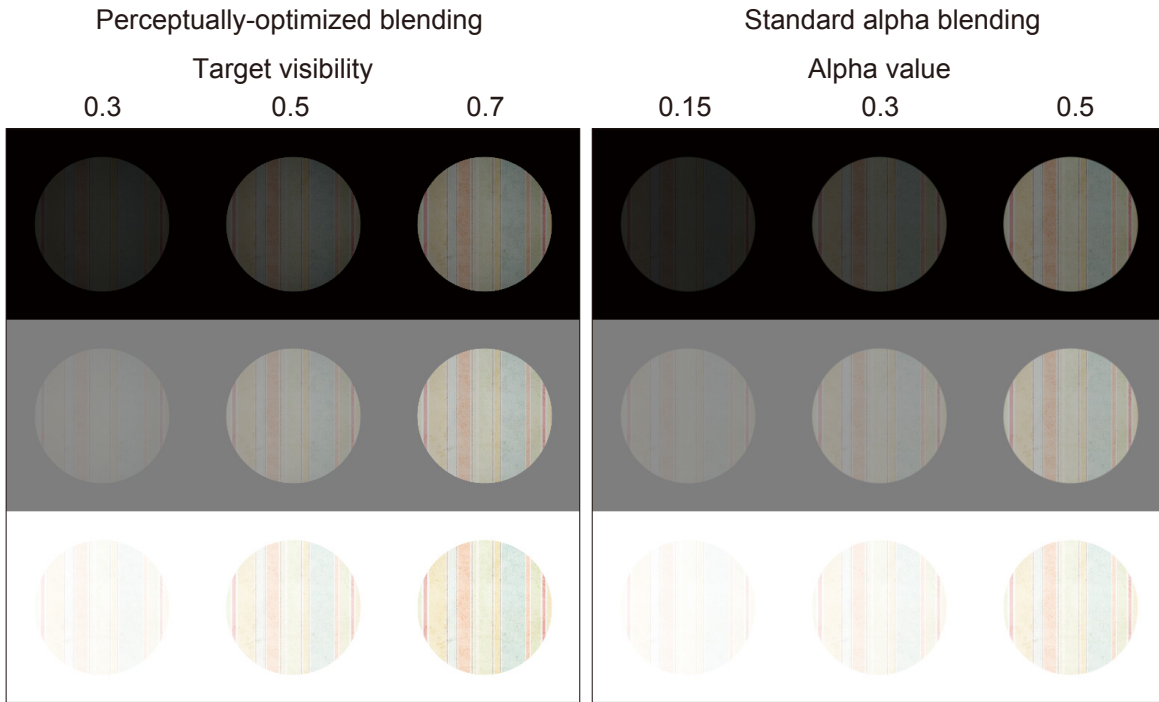 Perceptually-optimized blending
Target visibility
0.3 0.5 0.7
Standard alpha blending
Alpha value
0.15 0.3 0.5